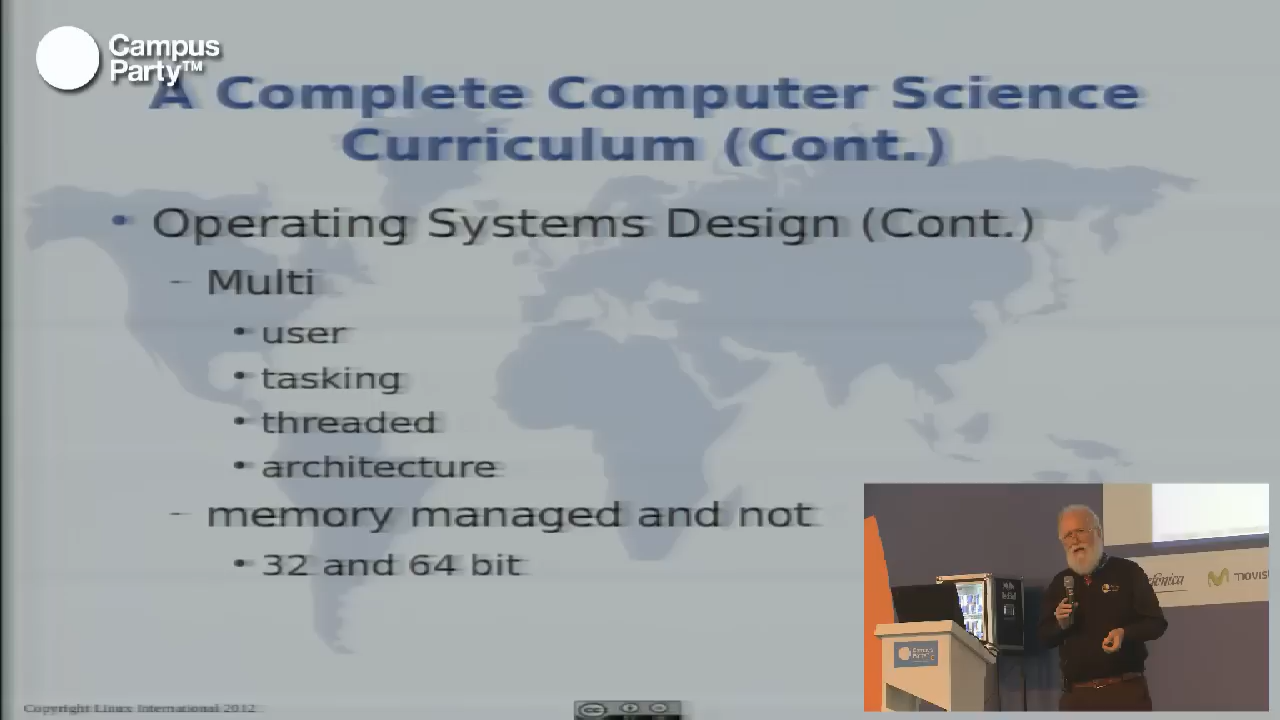 Campus
Party™
A Complete Computer Science
Curriculum (Cont.)
• Operating Systems Design (Cont.)
– Multi
• user
• tasking
• threaded
• architecture
– memory managed and not
• 32 and 64 bit
Copyright Linux International 2012
cc